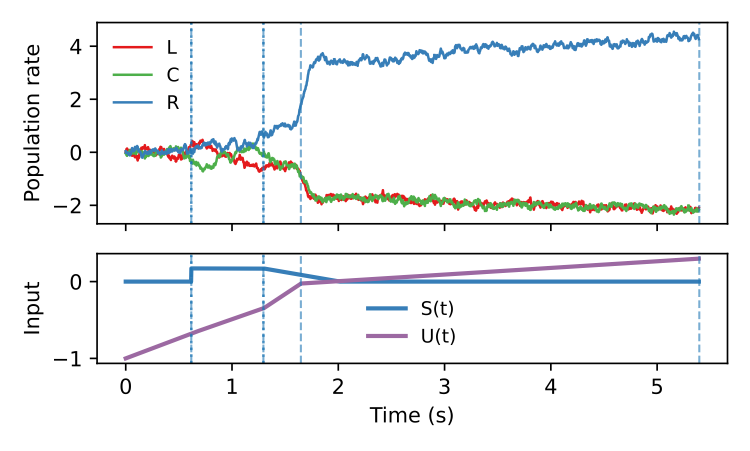 Population rate
4
2
0
−2
L
C
R
Input
0
−1
S(t)
U(t)
0 1 2 3 4 5
Time (s)